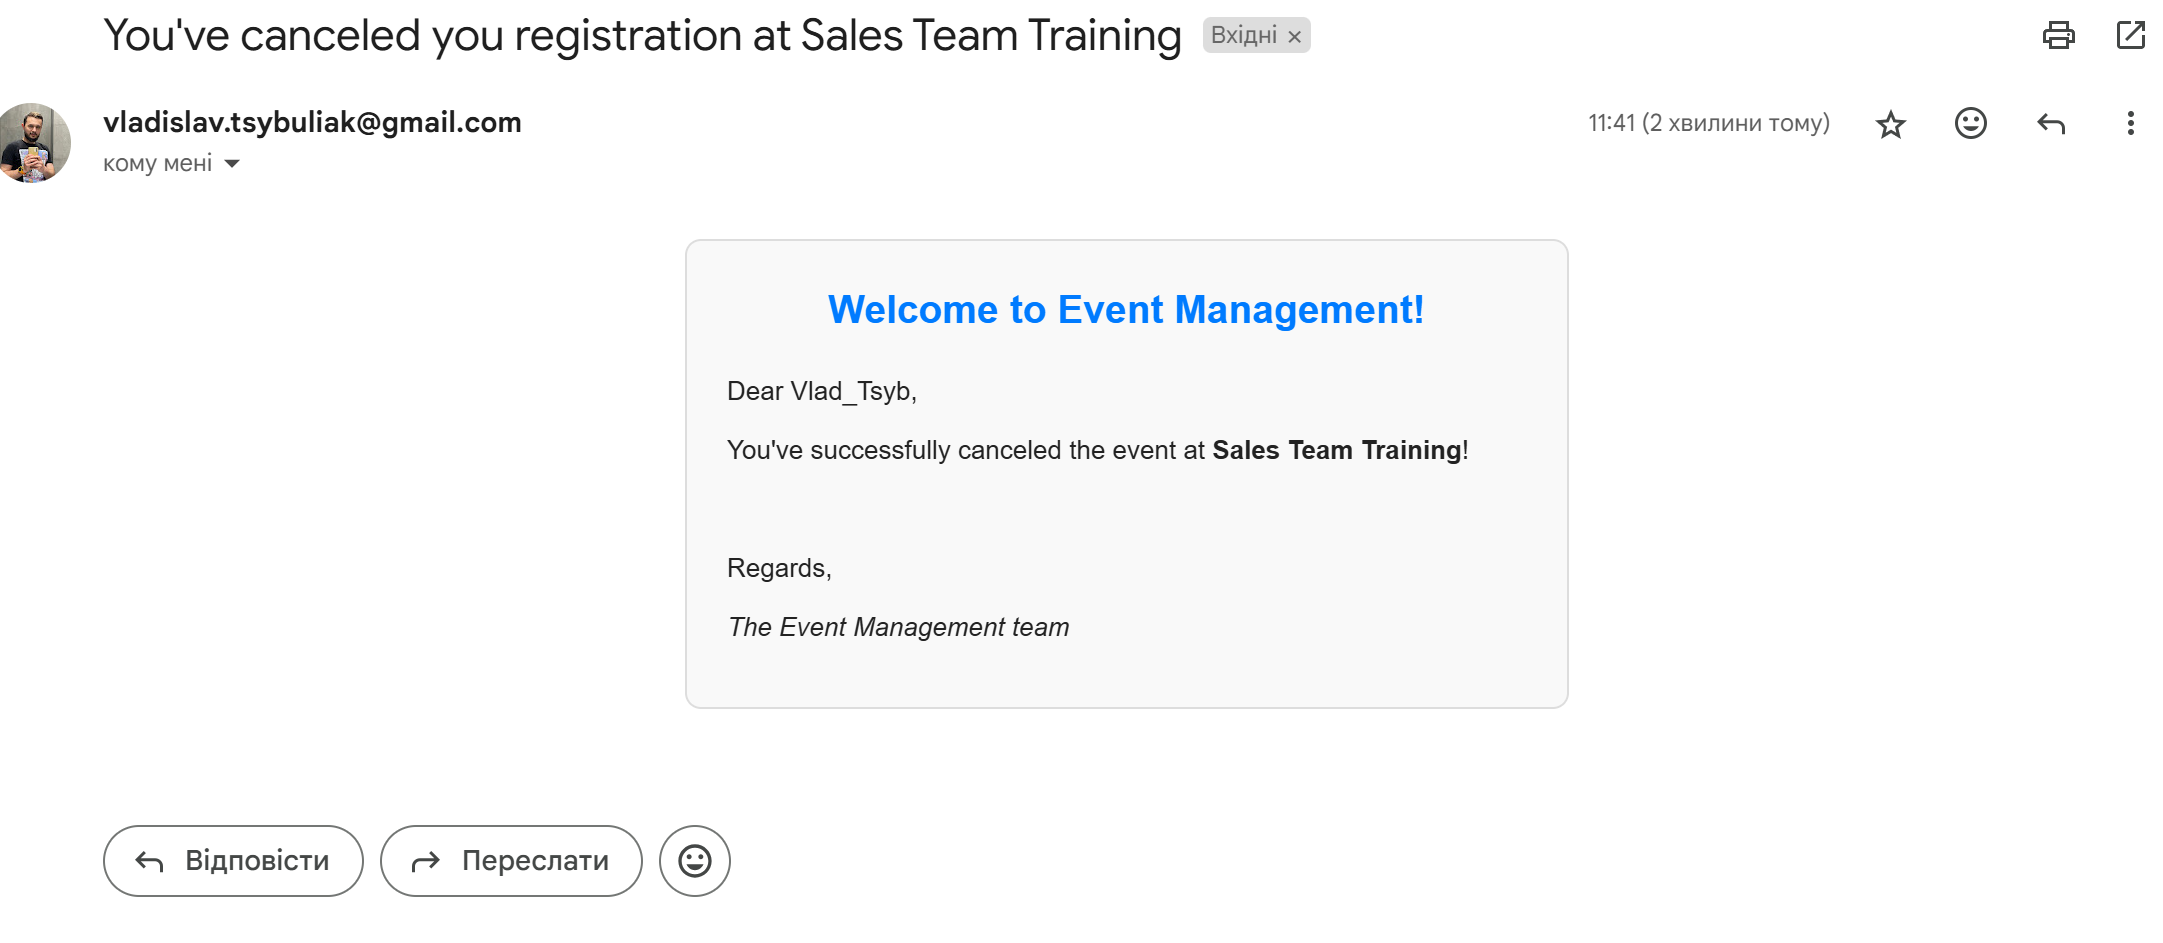 You've canceled you registration at Sales Team Training Вхідні ×
vladislav.tsybuliak@gmail.com 11:41 (2 хвилини тому)
кому мені
Welcome to Event Management!
Dear Vlad_Tsyb,
You've successfully canceled the event at Sales Team Training!
Regards,
The Event Management team
Відповісти Переслати